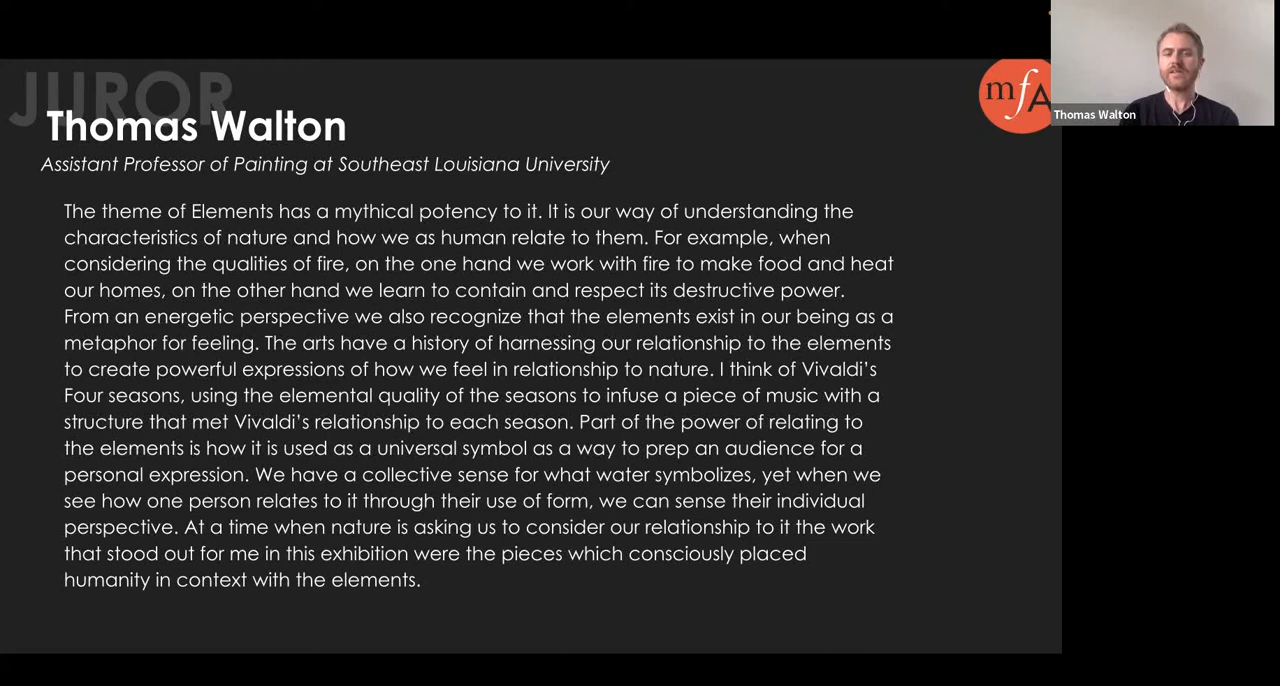 JUROR
Thomas Walton
Assistant Professor of Painting at Southeast Louisiana University
mfA
Thomas Walton
The theme of Elements has a mythical potency to it. It is our way of understanding the
characteristics of nature and how we as human relate to them. For example, when
considering the qualities of fire, on the one hand we work with fire to make food and heat
our homes, on the other hand we learn to contain and respect its destructive power.
From an energetic perspective we also recognize that the elements exist in our being as a
metaphor for feeling. The arts have a history of harnessing our relationship to the elements
to create powerful expressions of how we feel in relationship to nature. I think of Vivaldi's
Four seasons, using the elemental quality of the seasons to infuse a piece of music with a
structure that met Vivaldi's relationship to each season. Part of the power of relating to
the elements is how it is used as a universal symbol as a way to prep an audience for a
personal expression. We have a collective sense for what water symbolizes, yet when we
see how one person relates to it through their use of form, we can sense their individual
perspective. At a time when nature is asking us to consider our relationship to it the work
that stood out for me in this exhibition were the pieces which consciously placed
humanity in context with the elements.